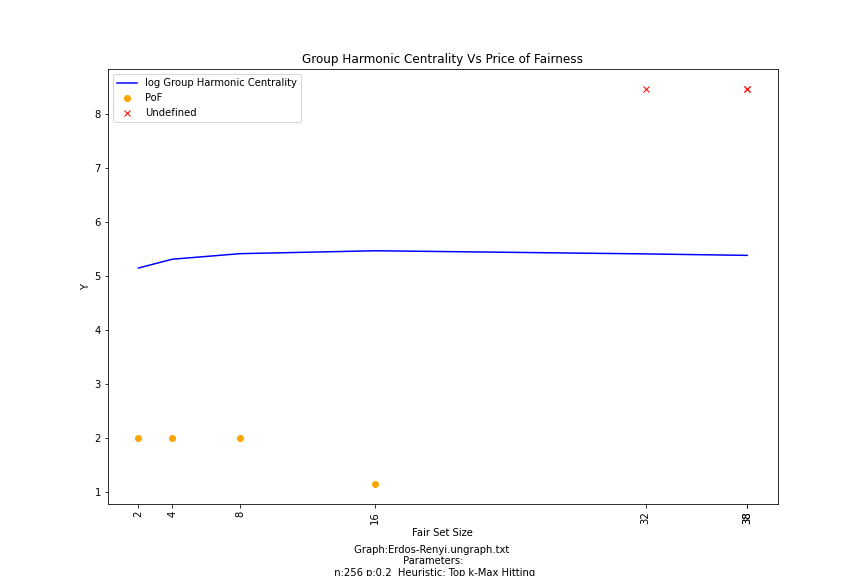 Group Harmonic Centrality Vs Price of Fairness
log Group Harmonic Centrality
PoF
Undefined
8
7
6
5
4
3
2
1
Y
2 4 8 16 32 38
Fair Set Size
Graph:Erdos-Renyi.ungraph.txt
Parameters:
n:256 p:0.2 Heuristic: Top k-Max Hitting